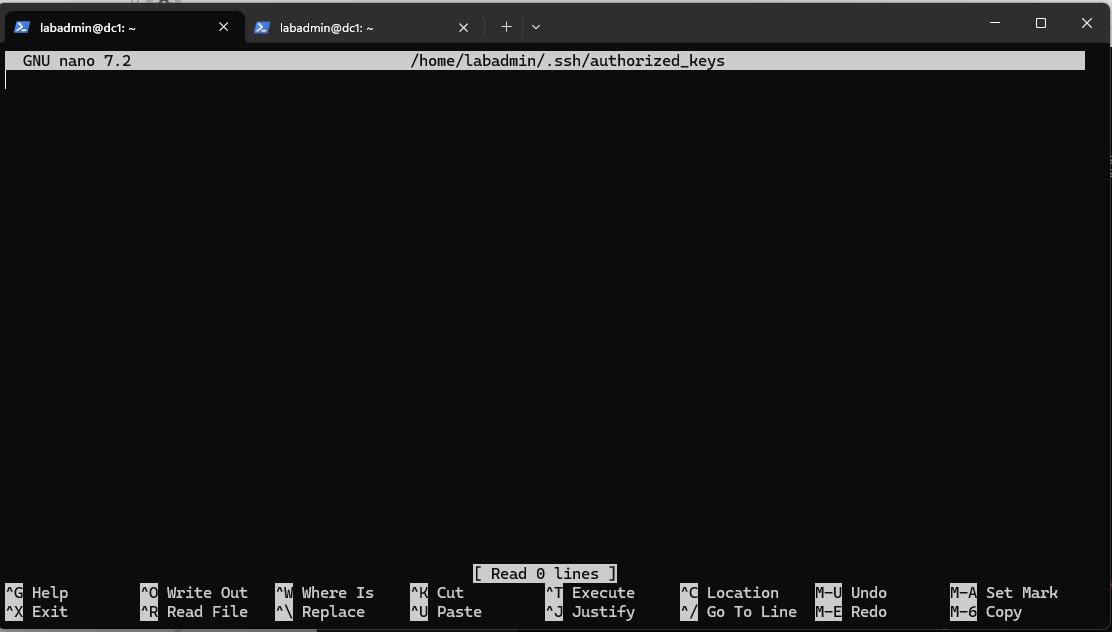 labadmin@dc1: ~
labadmin@dc1: ~
GNU nano 7.2 /home/labadmin/.ssh/authorized_keys
[ Read 0 lines ]
^G Help ^O Write Out ^W Where Is ^K Cut ^T Execute ^C Location M-U Undo M-A Set Mark
^X Exit ^R Read File ^\ Replace ^U Paste ^J Justify ^/ Go To Line M-E Redo M-6 Copy